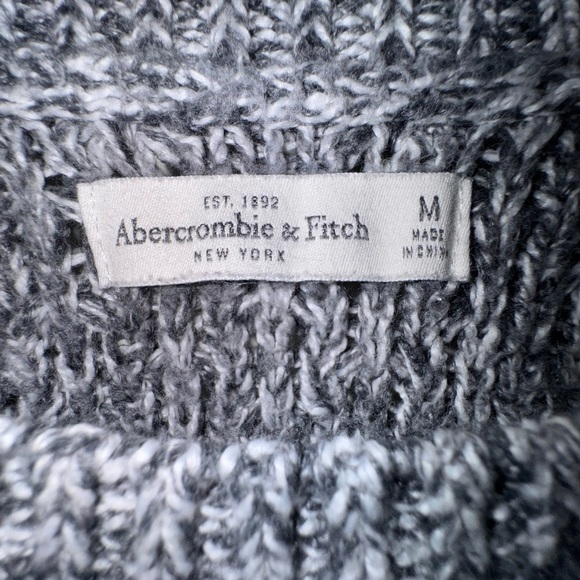 EST. 1892
Abercrombie & Fitch
NEW YORK
M
MADE
IN CHINA